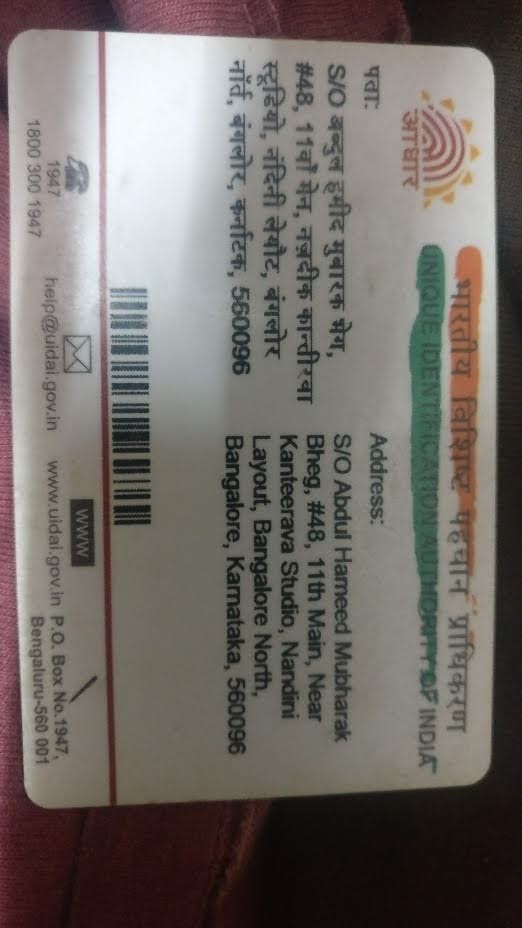 भारतीय विशिष्ट पहचान प्राधिकरण
UNIQUE IDENTIFICATION AUTHORITY OF INDIA
आधार
पता:
S/O अब्दुल हमीद मुबारक भेग,
#48, 11वाँ मेन, नज़दीक कान्तीरवा
स्टूडियो, नंदिनी लेयौट, बंगलोर
नॉर्त, बंगलोर, कर्नाटक, 560096
Address:
S/O Abdul Hameed Mubharak
Bheg, #48, 11th Main, Near
Kanteerava Studio, Nandini
Layout, Bangalore North,
Bangalore, Karnataka, 560096
1947
1800 300 1947
help@uidai.gov.in
WWW
www.uidai.gov.in
P.O. Box No.1947,
Bengaluru-560 001